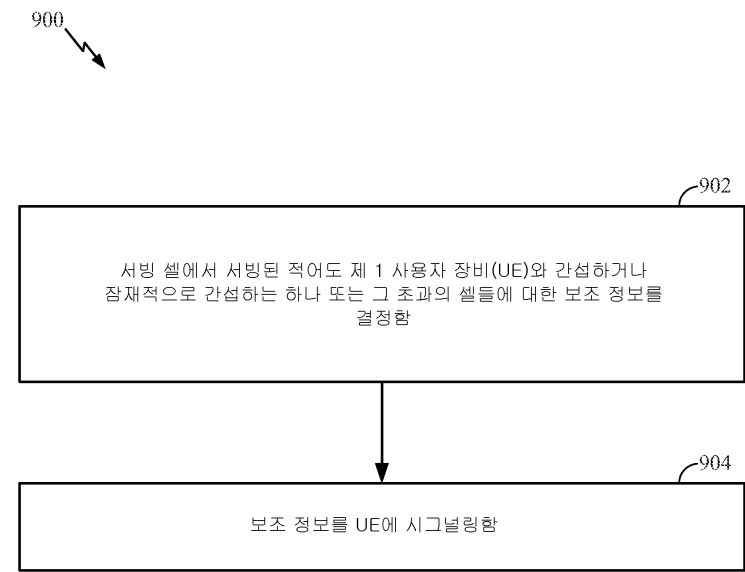 900
902
서빙 셀에서 서빙된 적어도 제 1 사용자 장비(UE)와 간섭하거나
잠재적으로 간섭하는 하나 또는 그 초과의 셀들에 대한 보조 정보를
결정함
904
보조 정보를 UE에 시그널링함